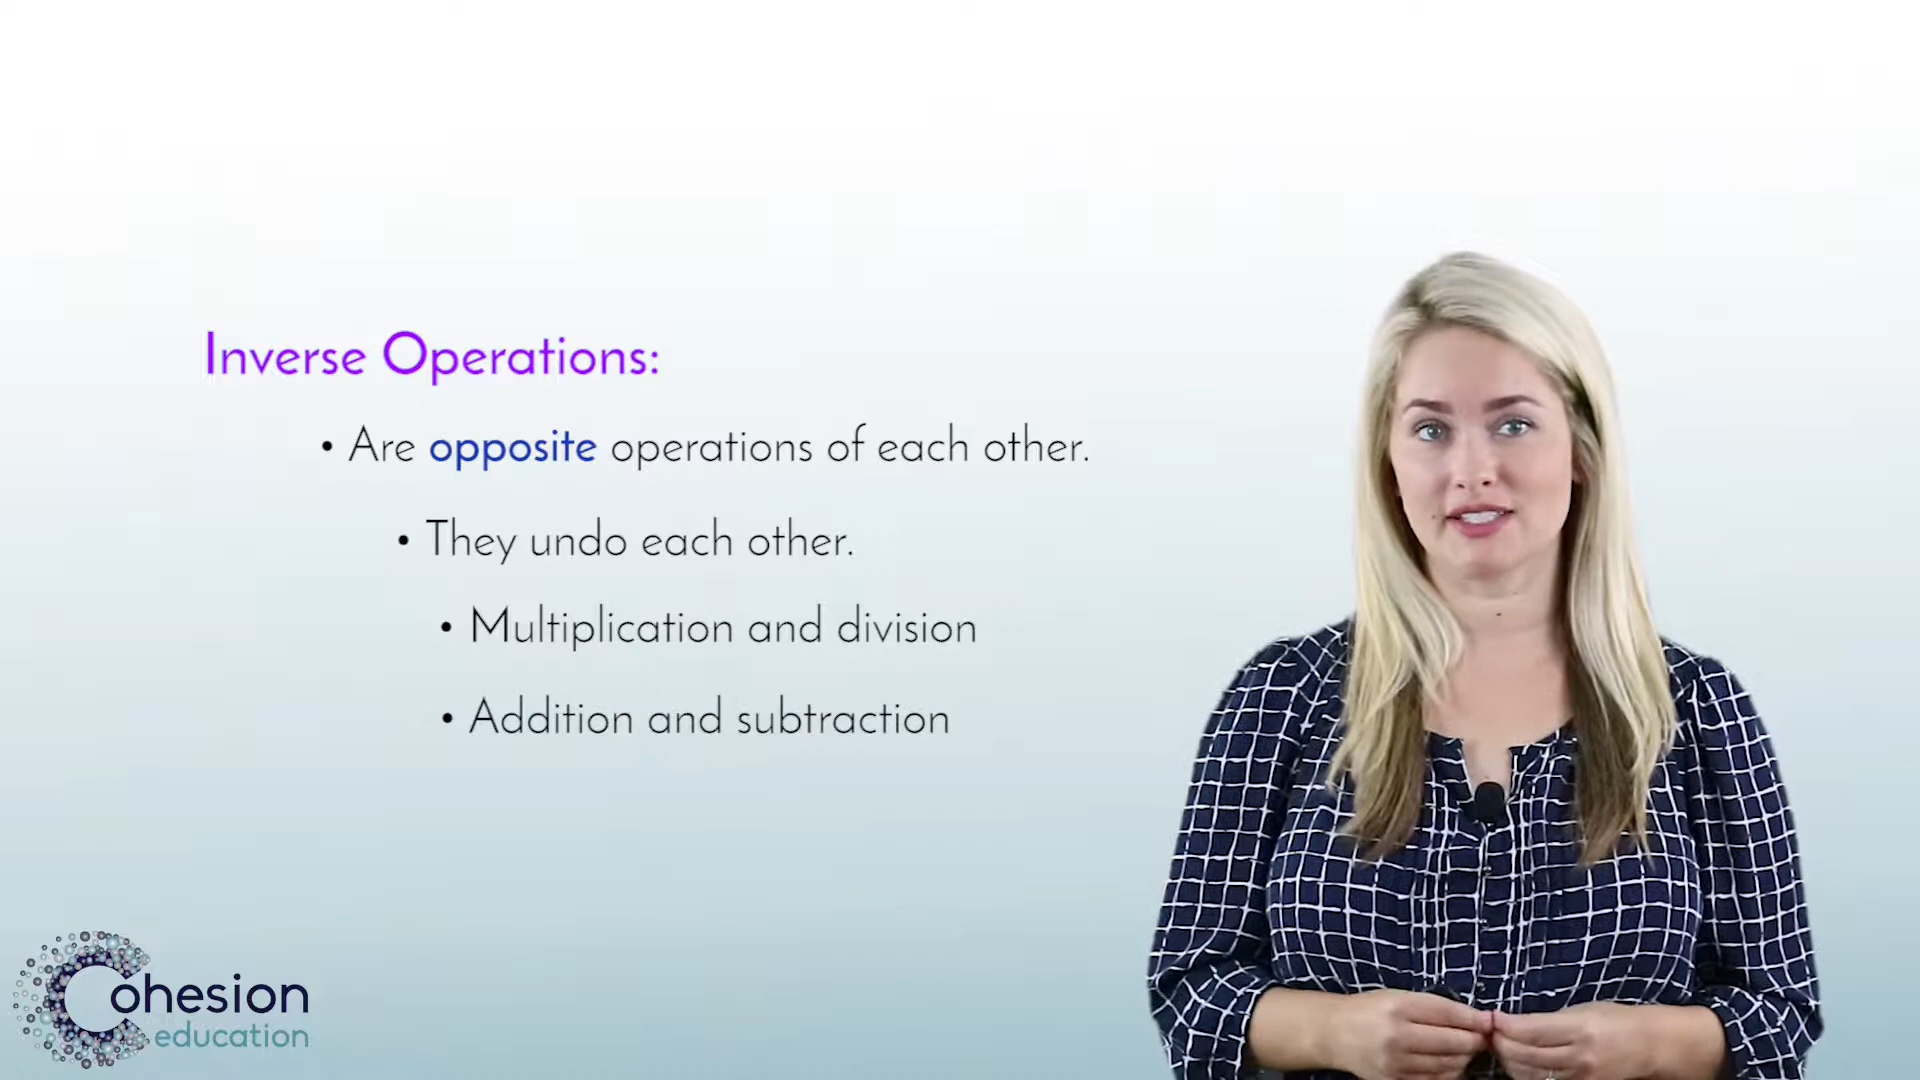 Inverse Operations:
• Are opposite operations of each other.
• They undo each other.
• Multiplication and division
• Addition and subtraction
Cohesion
education